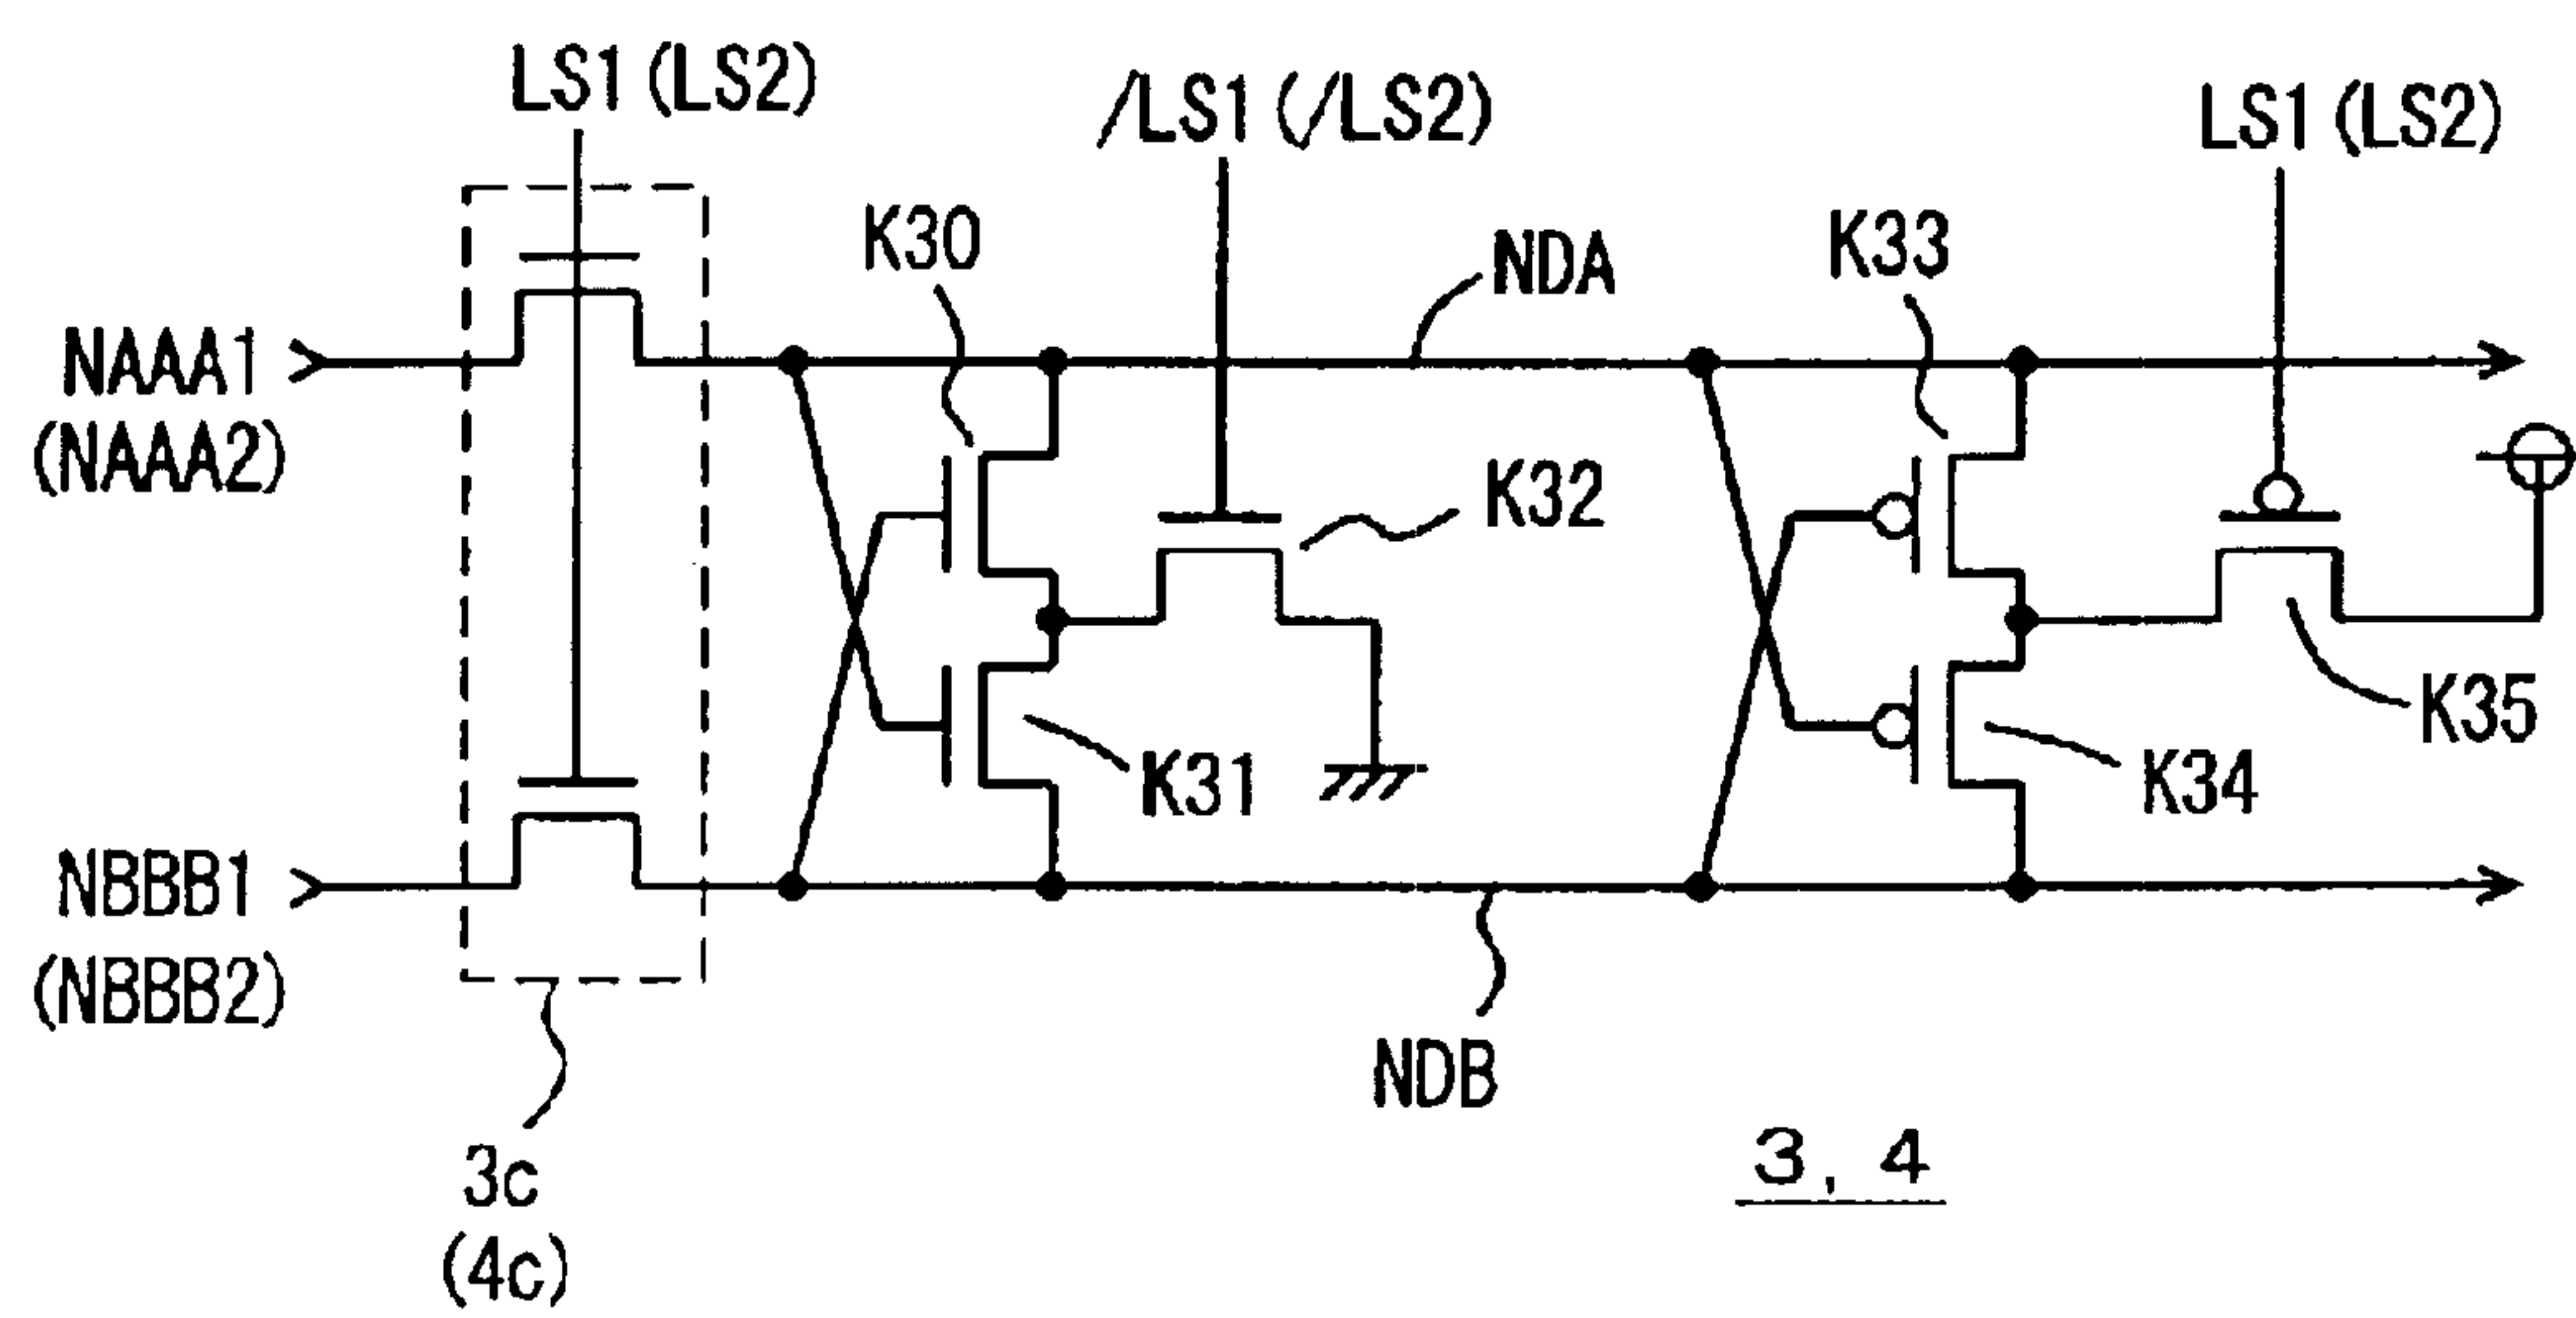 LS1 (LS2)
/LS1 (/LS2)
LS1 (LS2)
K30
NDA
K33
NAAA1
(NAAA2)
K32
K35
K31
K34
NBBB1
(NBBB2)
NDB
3c
(4c)
3, 4